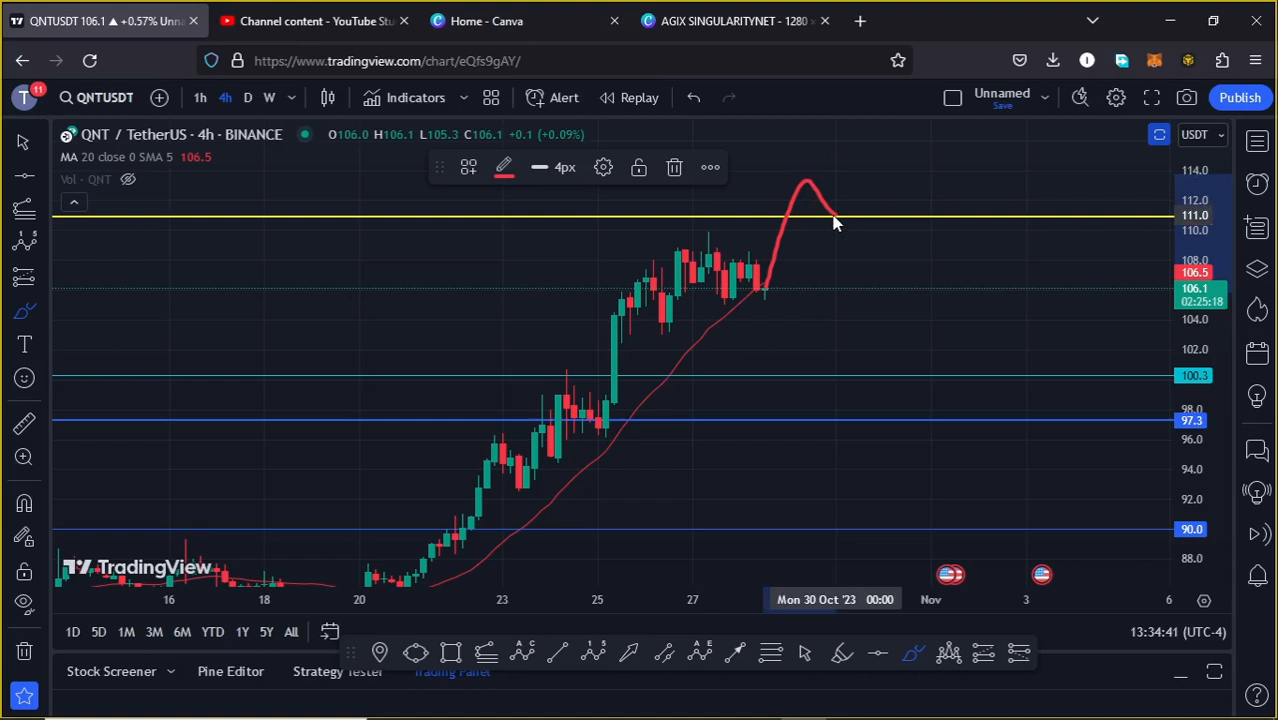 QNTUSDT 106.1 ▲ +0.57% Unna
Channel content - YouTube Stu
Home - Canva
AGIX SINGULARITYNET - 1280 ×
https://www.tradingview.com/chart/eQfs9gAY/
T
11
QNTUSDT
1h 4h D W
Indicators
Alert
Replay
Unnamed
Save
Publish
QNT / TetherUS · 4h · BINANCE
O106.0 H106.1 L105.3 C106.1 +0.1 (+0.09%)
USDT
MA 20 close 0 SMA 5 106.5
4px
Vol · QNT
114.0
112.0
111.0
110.0
108.0
106.5
106.1
02:25:18
104.0
102.0
100.3
98.0
97.3
96.0
94.0
92.0
90.0
88.0
TradingView
16 18 20 23 25 27 Mon 30 Oct '23 00:00 Nov 3 6
1D 5D 1M 3M 6M YTD 1Y 5Y All
13:34:41 (UTC-4)
Stock Screener
Pine Editor
Strategy Tester
Trading Panel